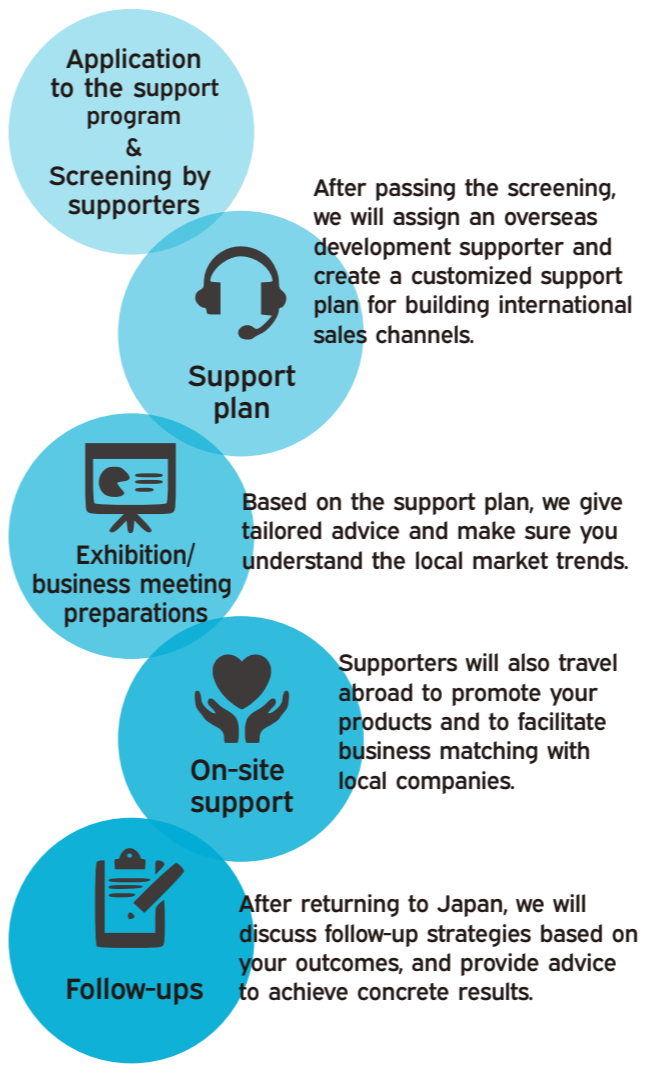 Application
to the support
program
&
Screening by
supporters
After passing the screening,
we will assign an overseas
development supporter and
create a customized support
plan for building international
sales channels.
Support
plan
Exhibition/
business meeting
preparations
Based on the support plan, we give
tailored advice and make sure you
understand the local market trends.
On-site
support
Supporters will also travel
abroad to promote your
products and to facilitate
business matching with
local companies.
Follow-ups
After returning to Japan, we will
discuss follow-up strategies based on
your outcomes, and provide advice
to achieve concrete results.